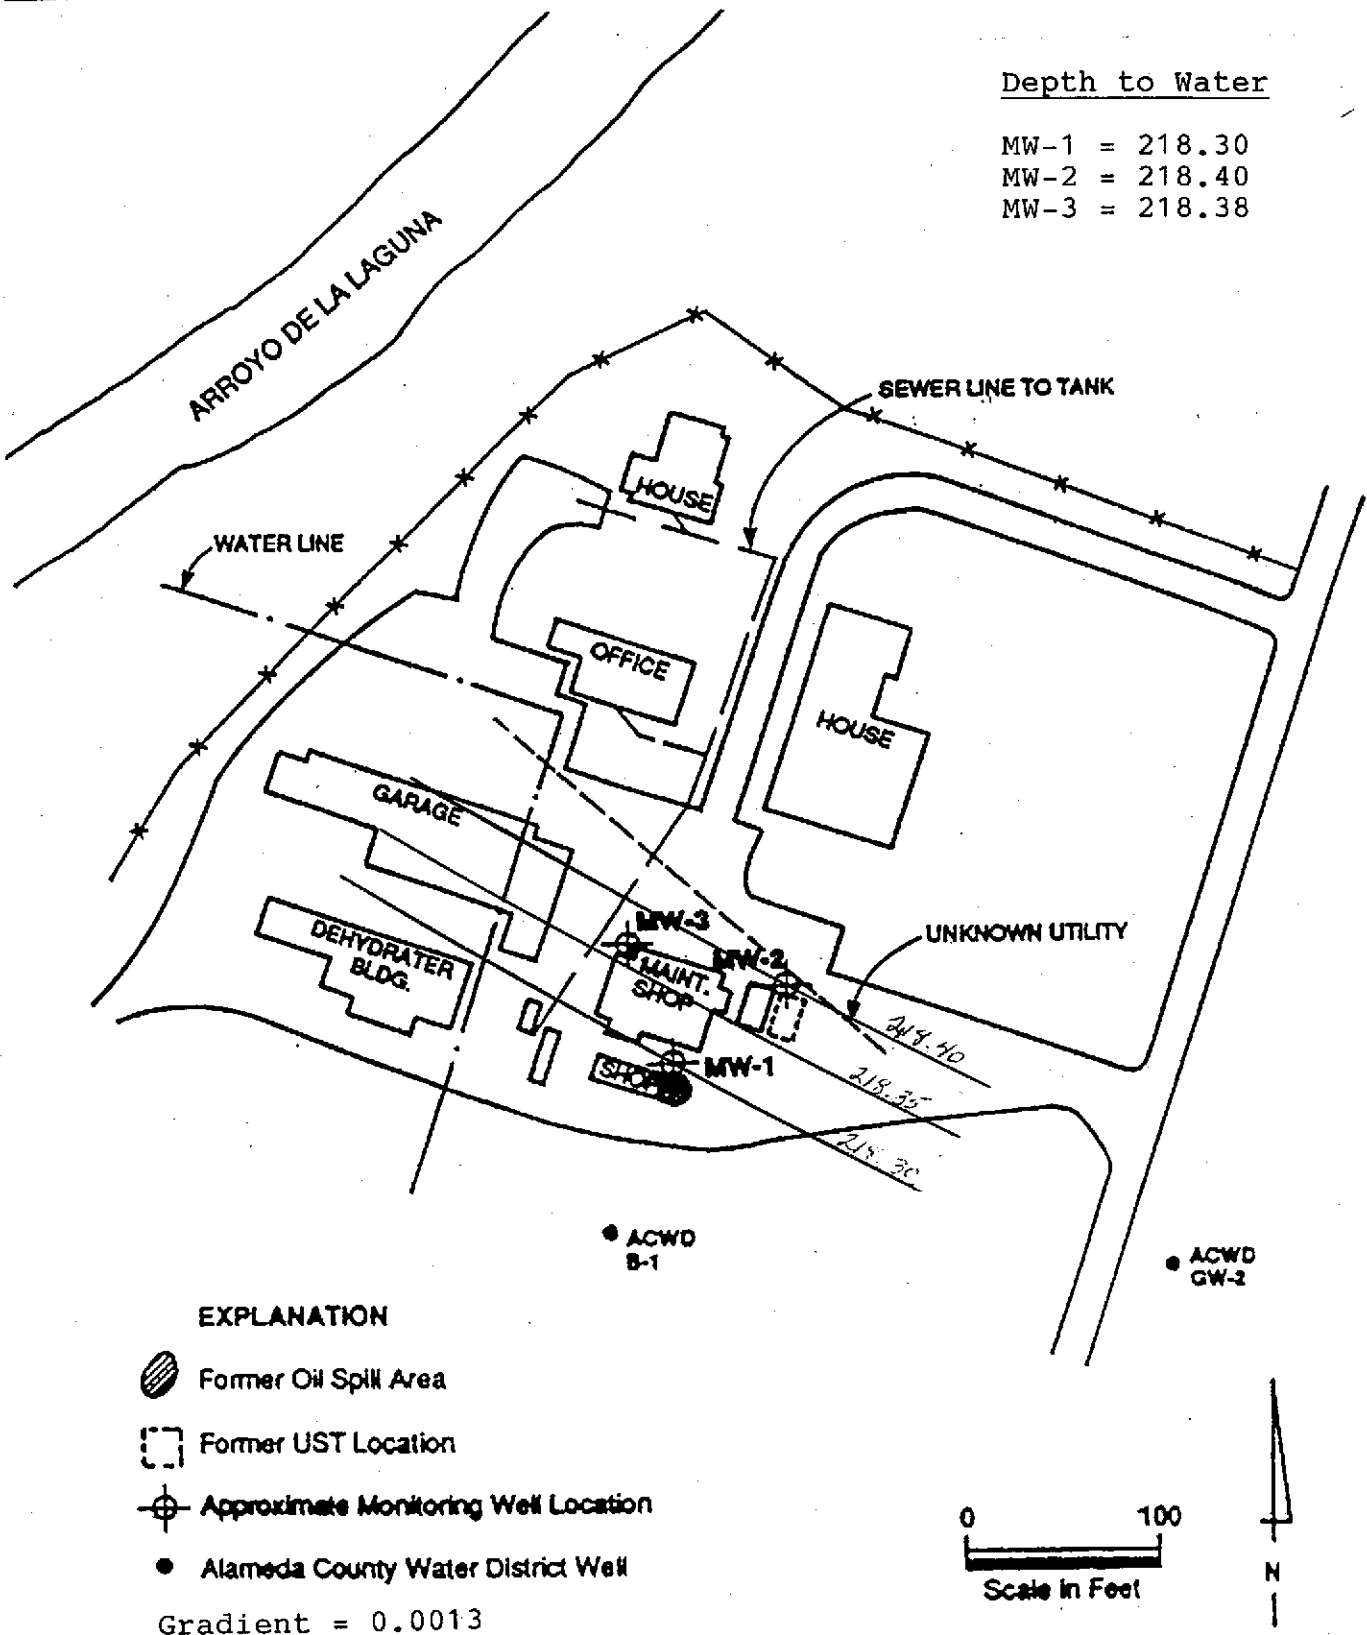 Depth to Water
MW-1 = 218.30
MW-2 = 218.40
MW-3 = 218.38
ARROYO DE LA LAGUNA
SEWER LINE TO TANK
HOUSE
WATER LINE
OFFICE
HOUSE
GARAGE
MW-3
UNKNOWN UTILITY
DEHYDRATER
BLDG.
MW-2
MAINT.
SHOP
218.40
MW-1
SHOP
218.35
218.30
ACWD
B-1
ACWD
GW-2
EXPLANATION
Former Oil Spill Area
Former UST Location
Approximate Monitoring Well Location
Alameda County Water District Well
Gradient = 0.0013
0 100
Scale in Feet
N